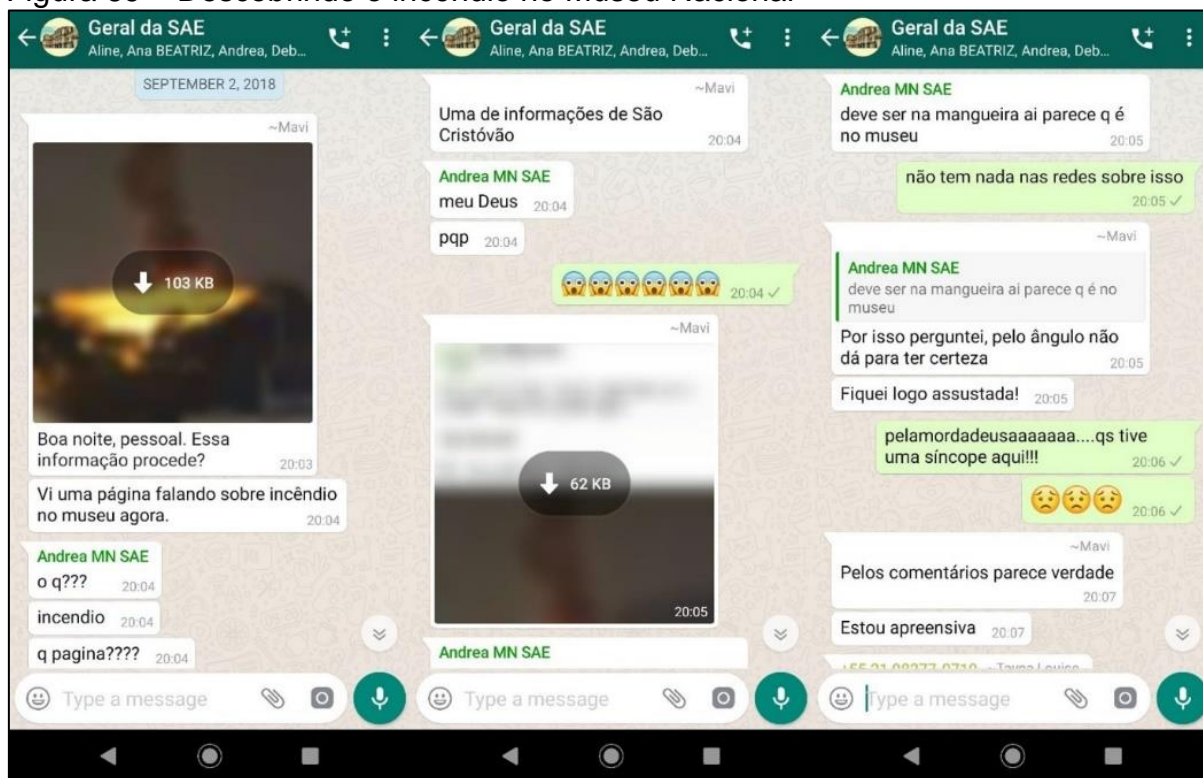 Geral da SAE
Aline, Ana BEATRIZ, Andrea, Deb...
SEPTEMBER 2, 2018
~Mavi
103 KB
Boa noite, pessoal. Essa
informação procede?
20:03
Vi uma página falando sobre incêndio
no museu agora.
20:04
Andrea MN SAE
o q???
20:04
incendio
20:04
q pagina????
20:04
Type a message
Geral da SAE
Aline, Ana BEATRIZ, Andrea, Deb...
~Mavi
Uma de informações de São
Cristóvão
20:04
Andrea MN SAE
meu Deus
20:04
pqp
20:04
😱😱😱😱😱😱
20:04
~Mavi
62 KB
20:05
Andrea MN SAE
Type a message
Geral da SAE
Aline, Ana BEATRIZ, Andrea, Deb...
Andrea MN SAE
deve ser na mangueira ai parece q é
no museu
20:05
não tem nada nas redes sobre isso
20:05
~Mavi
Andrea MN SAE
deve ser na mangueira ai parece q é no
museu
Por isso perguntei, pelo ângulo não
dá para ter certeza
20:05
Fiquei logo assustada!
20:05
pelamordadeusaaaaaaa....qs tive
uma síncope aqui!!!
20:06
😟😟😟
20:06
~Mavi
Pelos comentários parece verdade
20:07
Estou apreensiva
20:07
Type a message